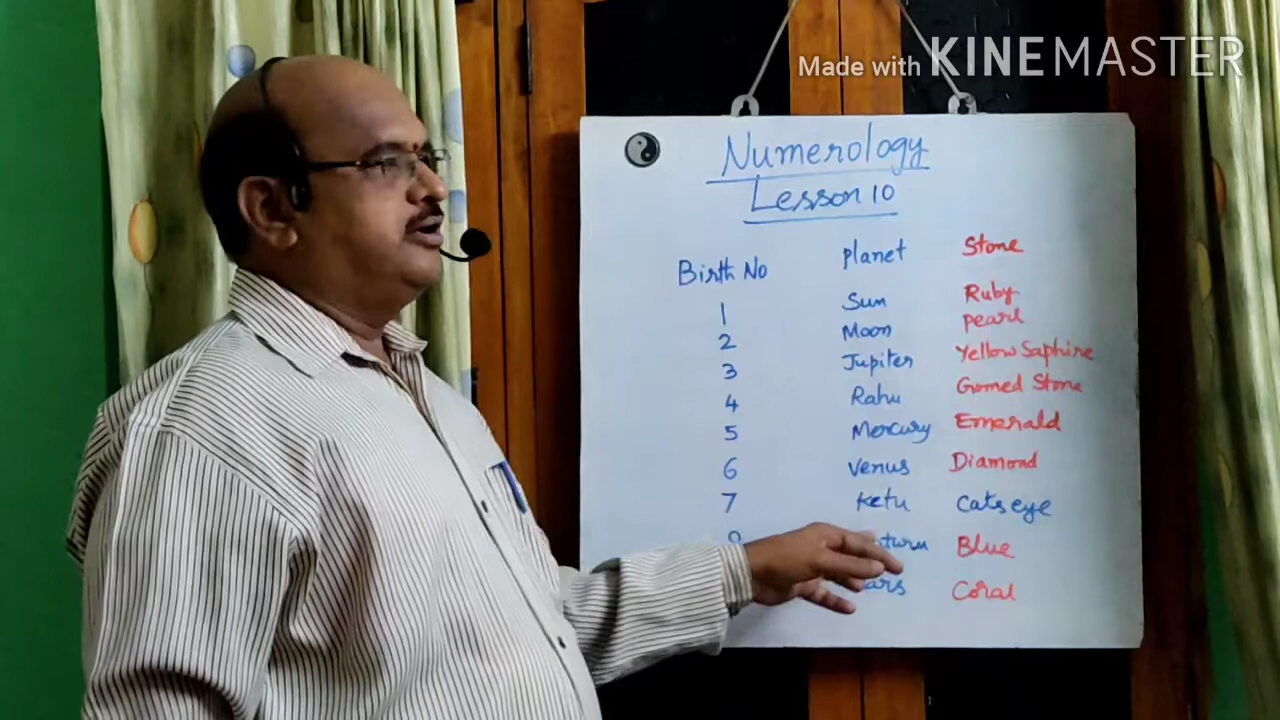 Made with KINEMASTER
Numerology
Lesson 10
Birth No planet Stone
1 Sun Ruby
2 Moon pearl
3 Jupiter Yellow Saphire
4 Rahu Gomed Stone
5 Mercury Emerald
6 Venus Diamond
7 Ketu Cats eye
Blue
Coral